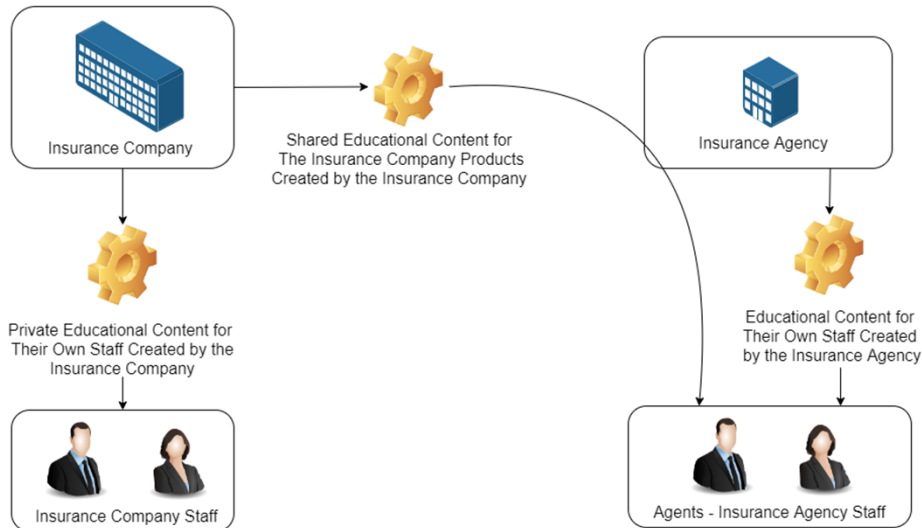 Insurance Company
Shared Educational Content for
The Insurance Company Products
Created by the Insurance Company
Insurance Agency
Private Educational Content for
Their Own Staff Created by the
Insurance Company
Educational Content for
Their Own Staff Created
by the Insurance Agency
Insurance Company Staff
Agents - Insurance Agency Staff